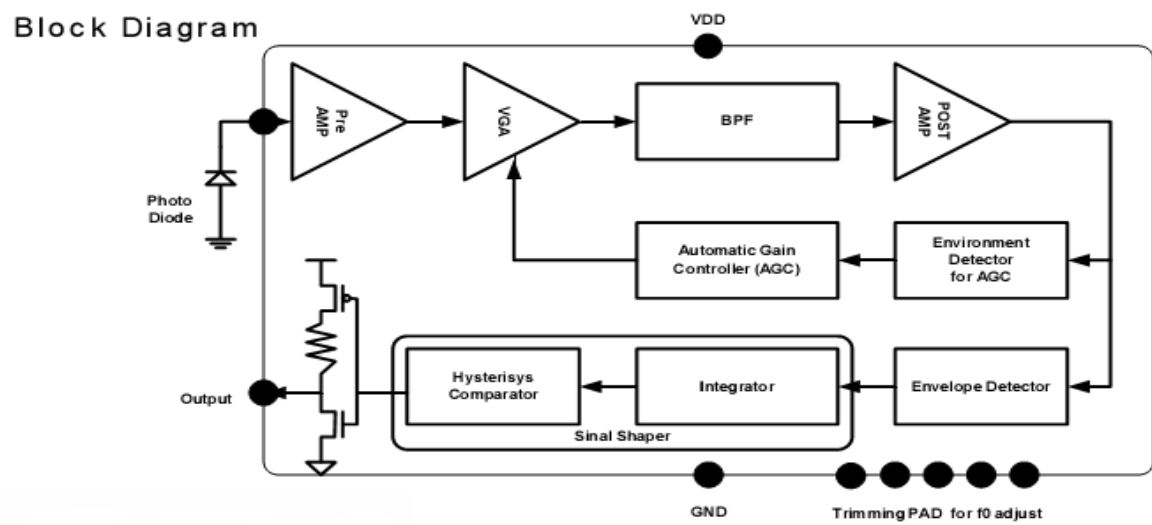 Block Diagram
VDD
Pre
AMP
VGA
BPF
POST
AMP
Photo
Diode
Automatic Gain
Controller (AGC)
Environment
Detector
for AGC
Output
Hysterisys
Comparator
Integrator
Envelope Detector
Sinal Shaper
GND
Trimming PAD for f0 adjust